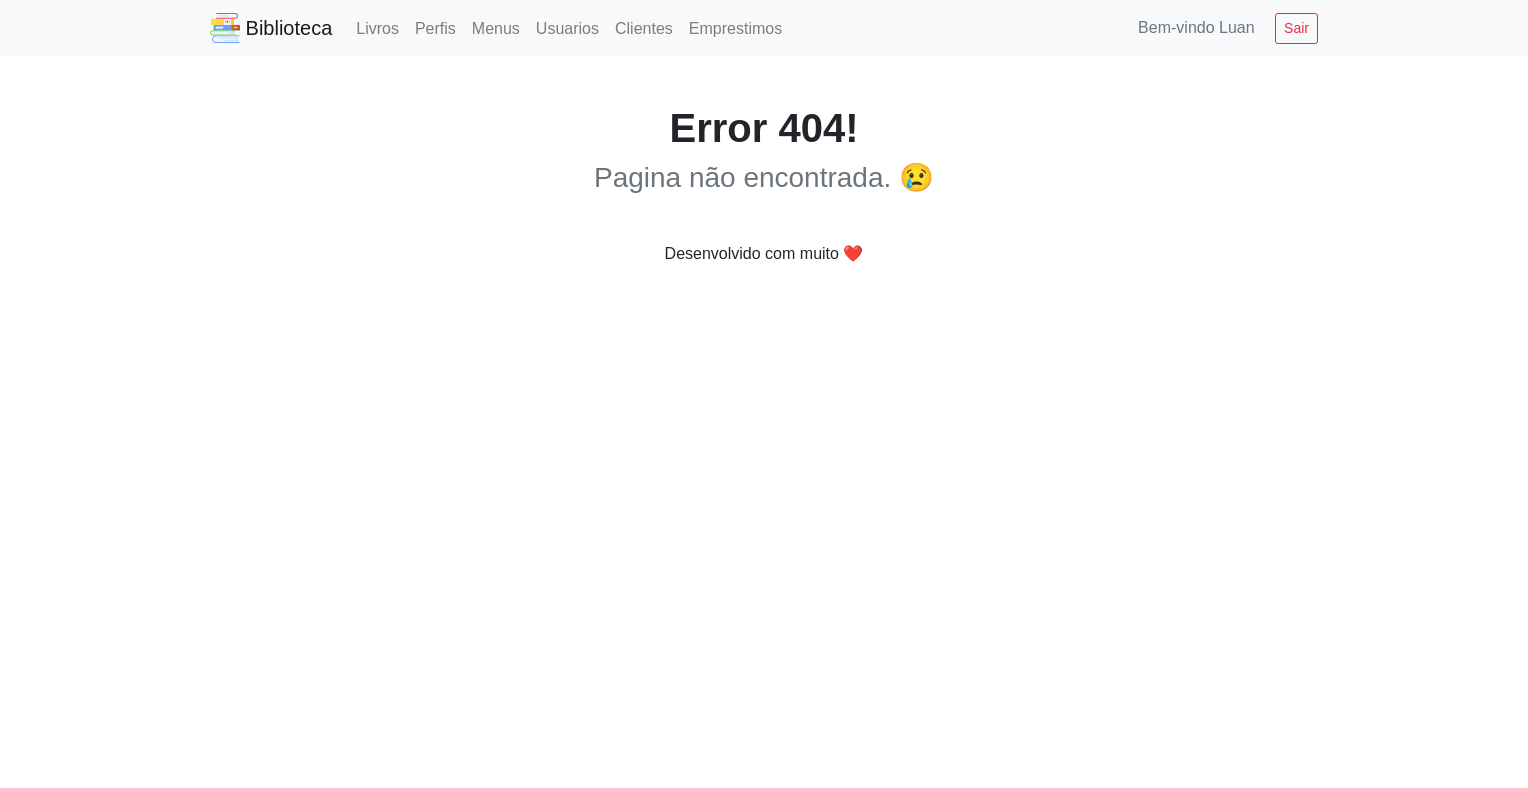 Biblioteca Livros Perfis Menus Usuarios Clientes Emprestimos Bem-vindo Luan Sair
Error 404!
Pagina não encontrada. 😢
Desenvolvido com muito ❤️